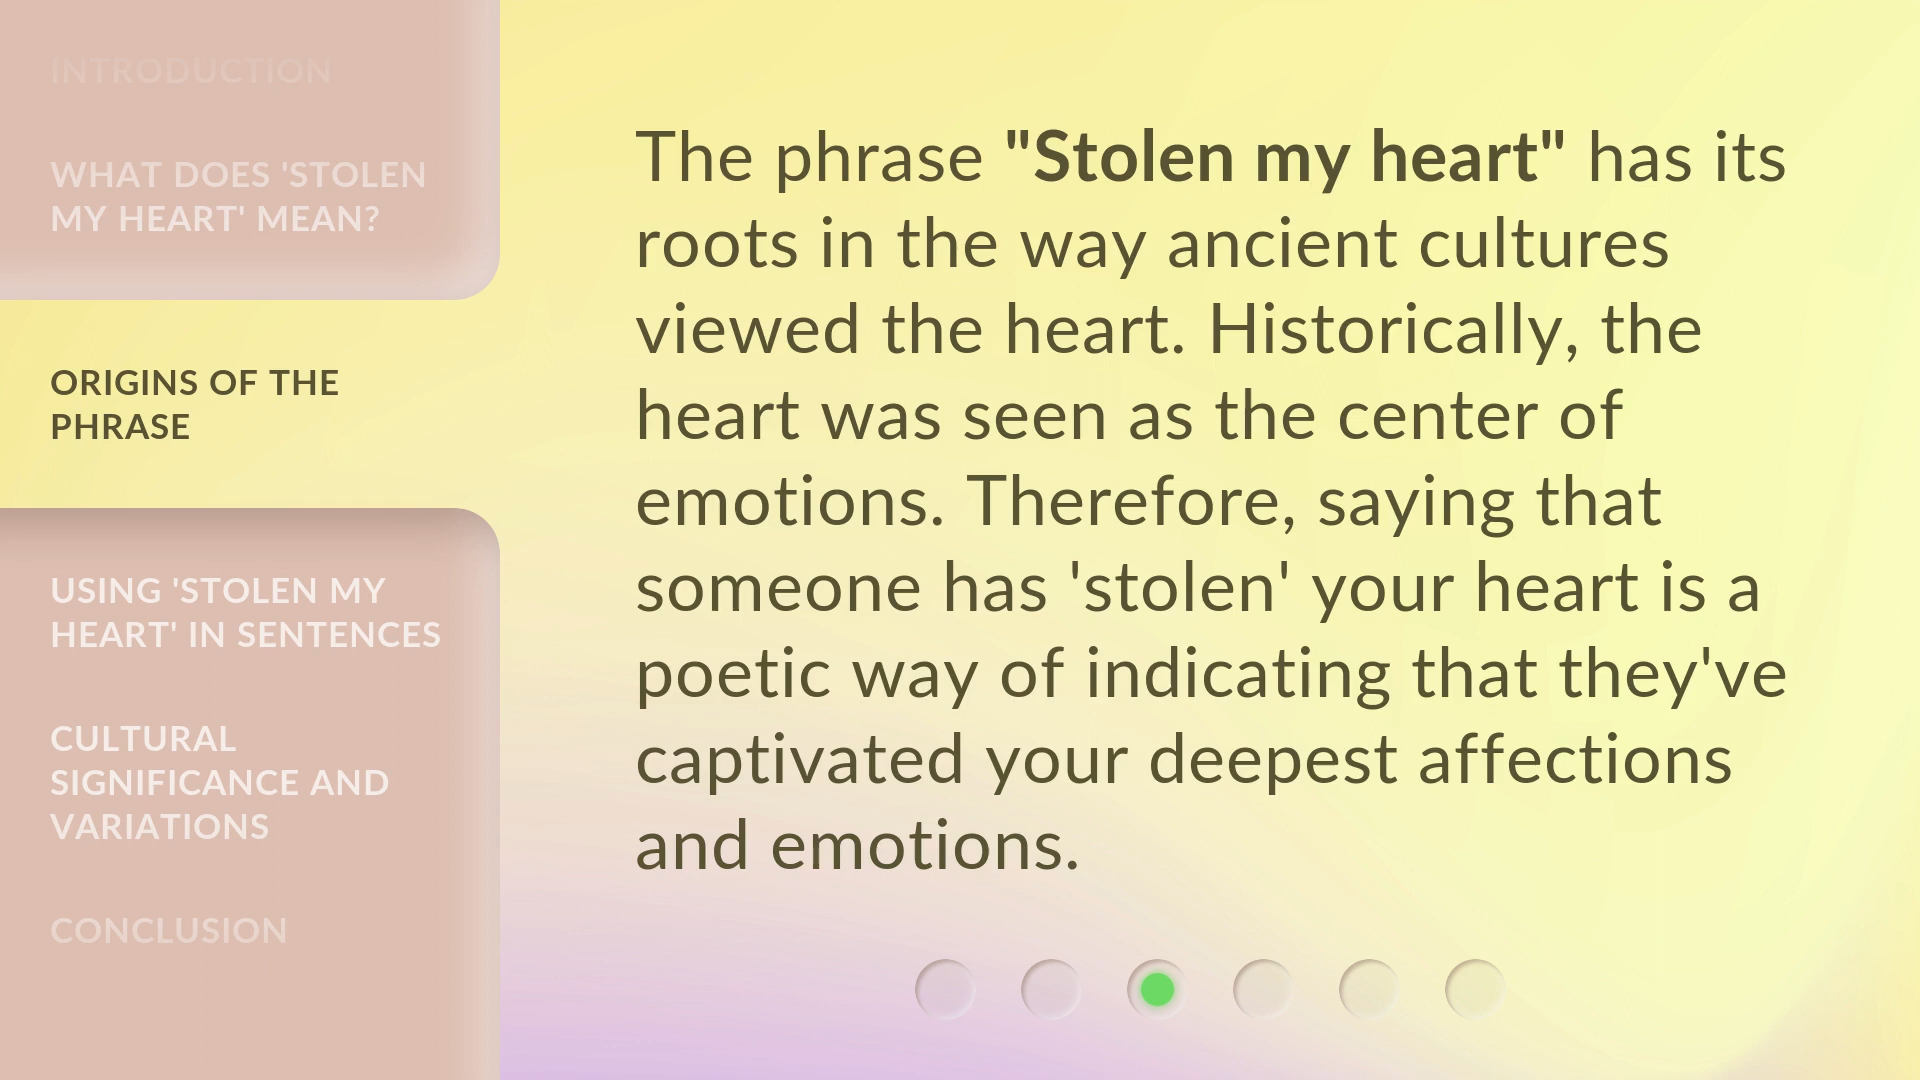 INTRODUCTION
WHAT DOES 'STOLEN
MY HEART' MEAN?
ORIGINS OF THE
PHRASE
USING 'STOLEN MY
HEART' IN SENTENCES
CULTURAL
SIGNIFICANCE AND
VARIATIONS
CONCLUSION
The phrase "Stolen my heart" has its
roots in the way ancient cultures
viewed the heart. Historically, the
heart was seen as the center of
emotions. Therefore, saying that
someone has 'stolen' your heart is a
poetic way of indicating that they've
captivated your deepest affections
and emotions.